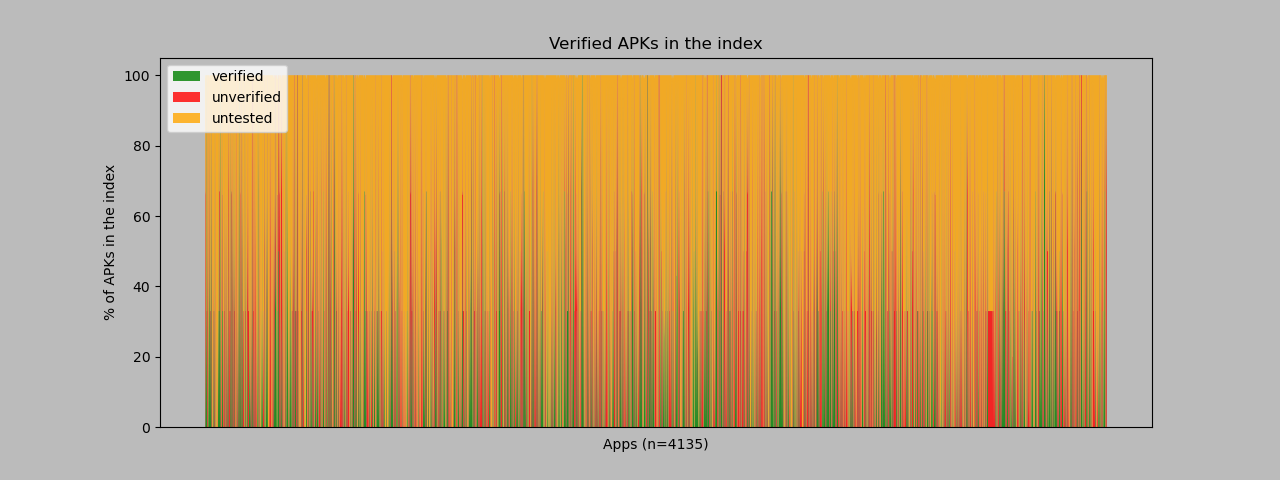 Verified APKs in the index
verified
unverified
untested
100
80
60
40
20
0
% of APKs in the index
Apps (n=4135)